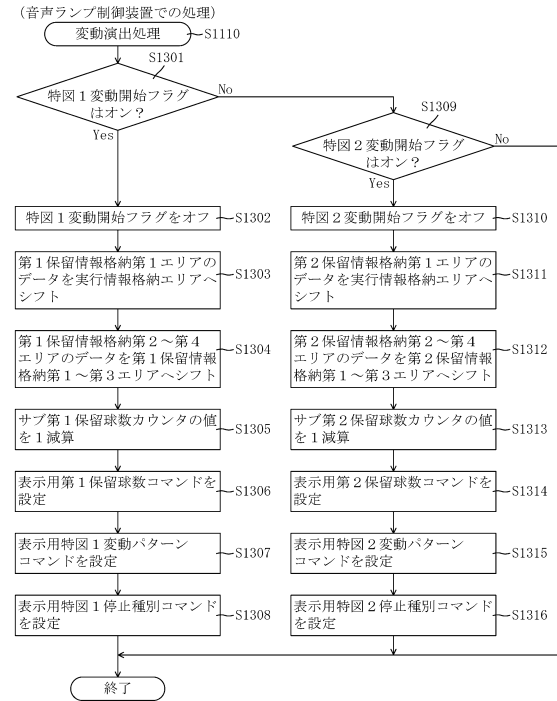 （音声ランプ制御装置での処理）
変動演出処理
S1110
S1301
特図１変動開始フラグ
はオン？
No
Yes
S1309
特図２変動開始フラグ
はオン？
No
Yes
特図１変動開始フラグをオフ
S1302
特図２変動開始フラグをオフ
S1310
第１保留情報格納第１エリアの
データを実行情報格納エリアへ
シフト
S1303
第２保留情報格納第１エリアの
データを実行情報格納エリアへ
シフト
S1311
第１保留情報格納第２～第４
エリアのデータを第１保留情報
格納第１～第３エリアへシフト
S1304
第２保留情報格納第２～第４
エリアのデータを第２保留情報
格納第１～第３エリアへシフト
S1312
サブ第１保留球数カウンタの値
を１減算
S1305
サブ第２保留球数カウンタの値
を１減算
S1313
表示用第１保留球数コマンドを
設定
S1306
表示用第２保留球数コマンドを
設定
S1314
表示用特図１変動パターン
コマンドを設定
S1307
表示用特図２変動パターン
コマンドを設定
S1315
表示用特図１停止種別コマンド
を設定
S1308
表示用特図２停止種別コマンド
を設定
S1316
終了